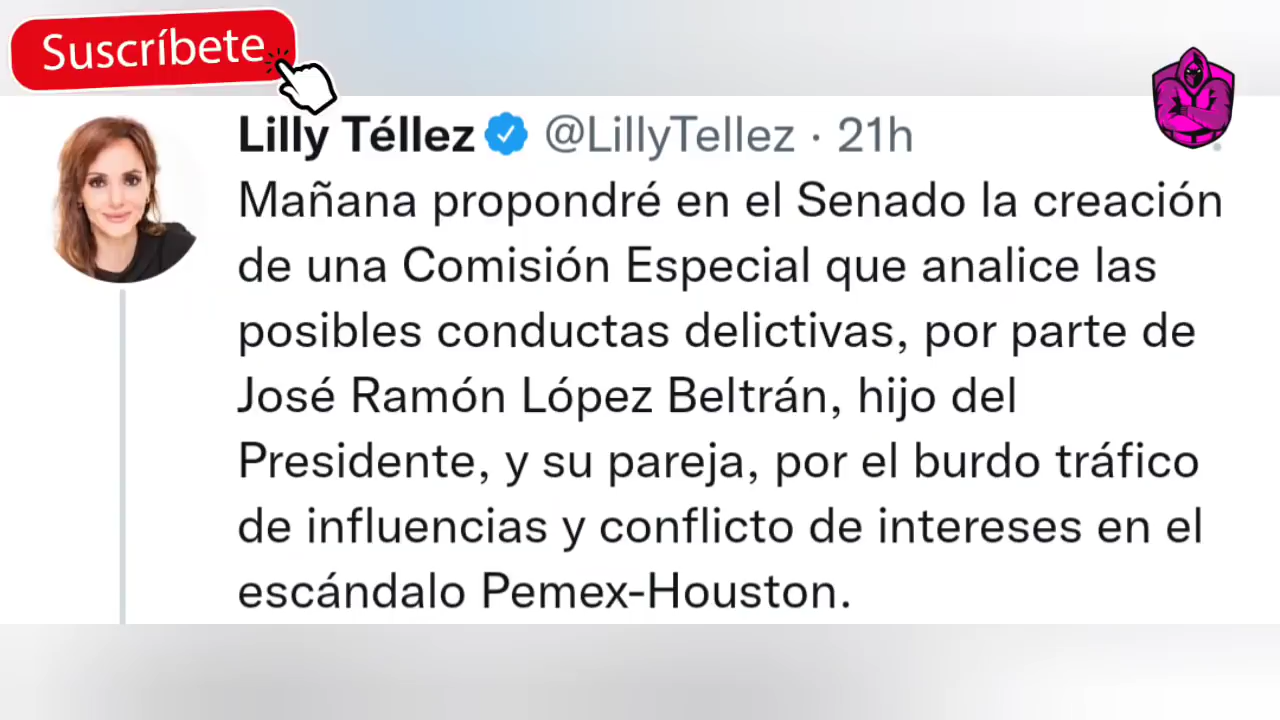 Suscríbete
Lilly Téllez @LillyTellez · 21h
Mañana propondré en el Senado la creación
de una Comisión Especial que analice las
posibles conductas delictivas, por parte de
José Ramón López Beltrán, hijo del
Presidente, y su pareja, por el burdo tráfico
de influencias y conflicto de intereses en el
escándalo Pemex-Houston.